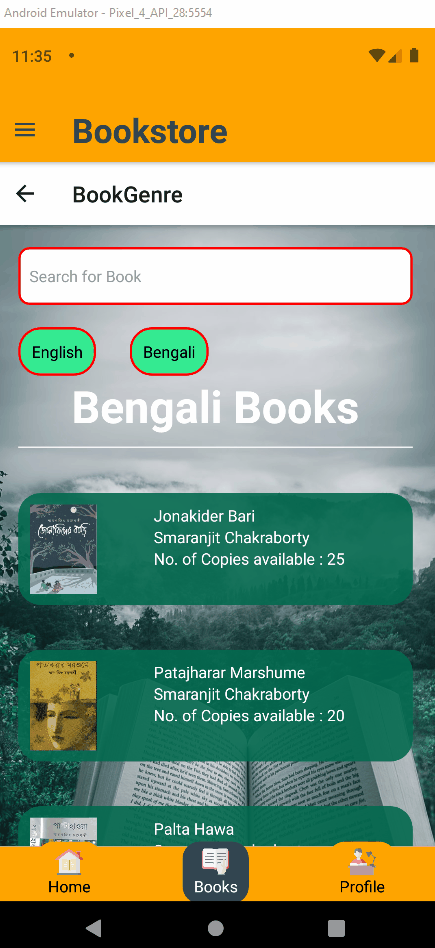 Android Emulator - Pixel_4_API_28:5554
11:35
Bookstore
BookGenre
Search for Book
English
Bengali
Bengali Books
Jonakider Bari
Smaranjit Chakraborty
No. of Copies available : 25
Patajharar Marshume
Smaranjit Chakraborty
No. of Copies available : 20
Palta Hawa
Home
Books
Profile